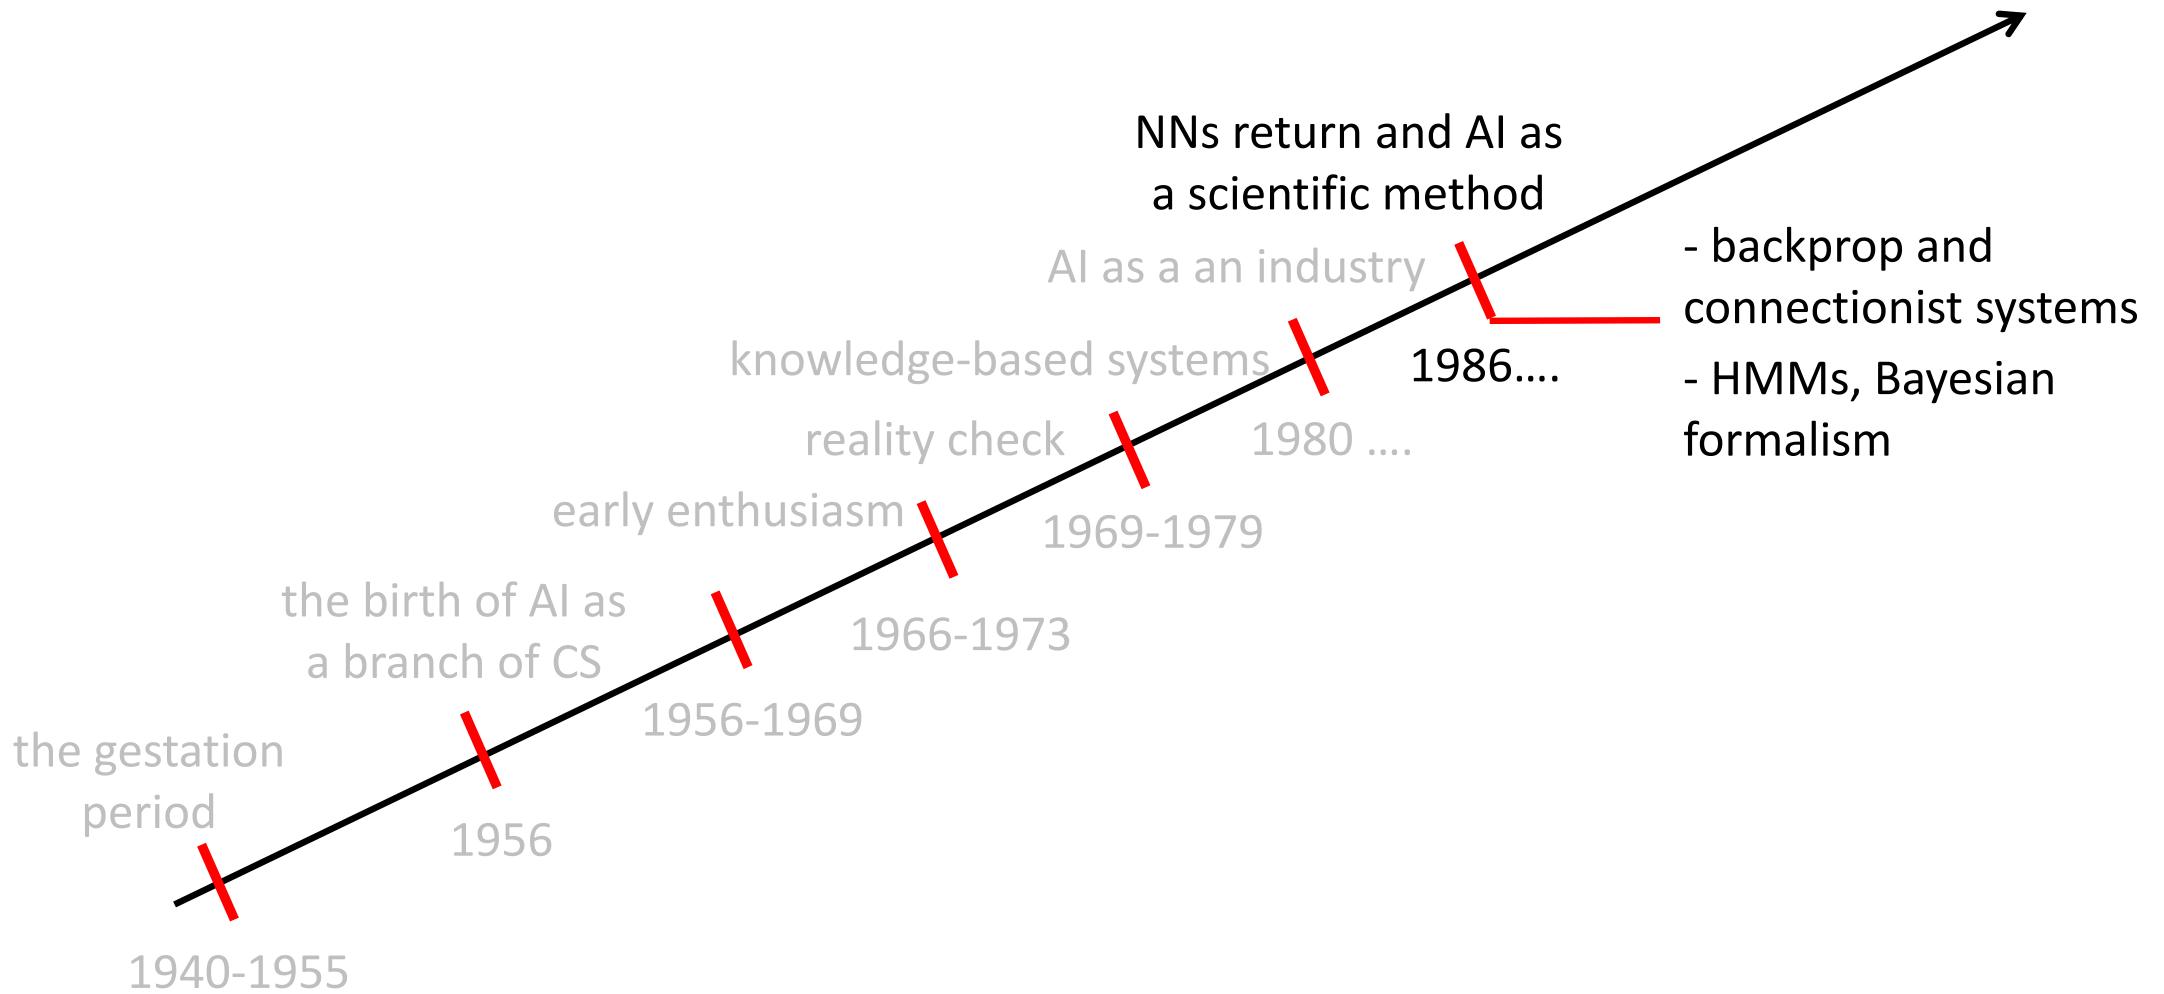 NNs return and AI as
a scientific method
- backprop and
connectionist systems
- HMMs, Bayesian
formalism
1986....
AI as a an industry
1980 ....
knowledge-based systems
1969-1979
reality check
1966-1973
early enthusiasm
1956-1969
the birth of AI as
a branch of CS
1956
the gestation
period
1940-1955